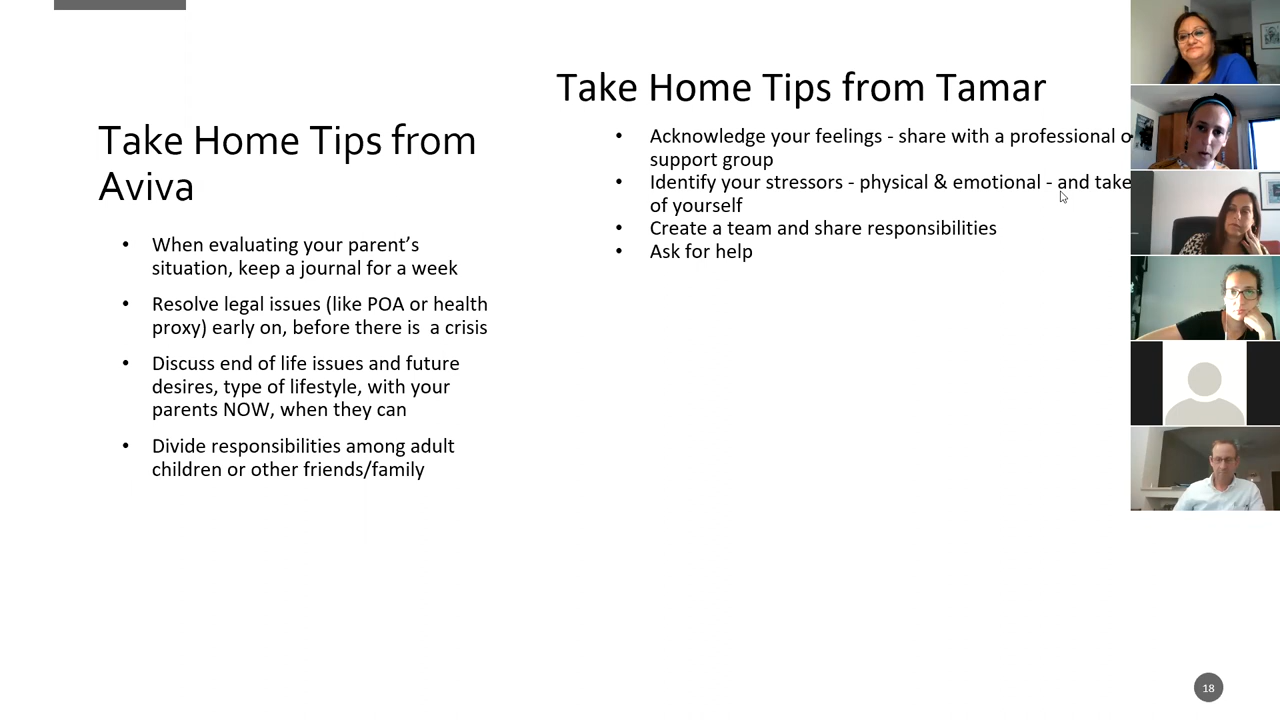 Take Home Tips from
Aviva
• When evaluating your parent’s
situation, keep a journal for a week
• Resolve legal issues (like POA or health
proxy) early on, before there is a crisis
• Discuss end of life issues and future
desires, type of lifestyle, with your
parents NOW, when they can
• Divide responsibilities among adult
children or other friends/family
Take Home Tips from Tamar
• Acknowledge your feelings - share with a professional
support group
• Identify your stressors - physical & emotional - and take
of yourself
• Create a team and share responsibilities
• Ask for help
18